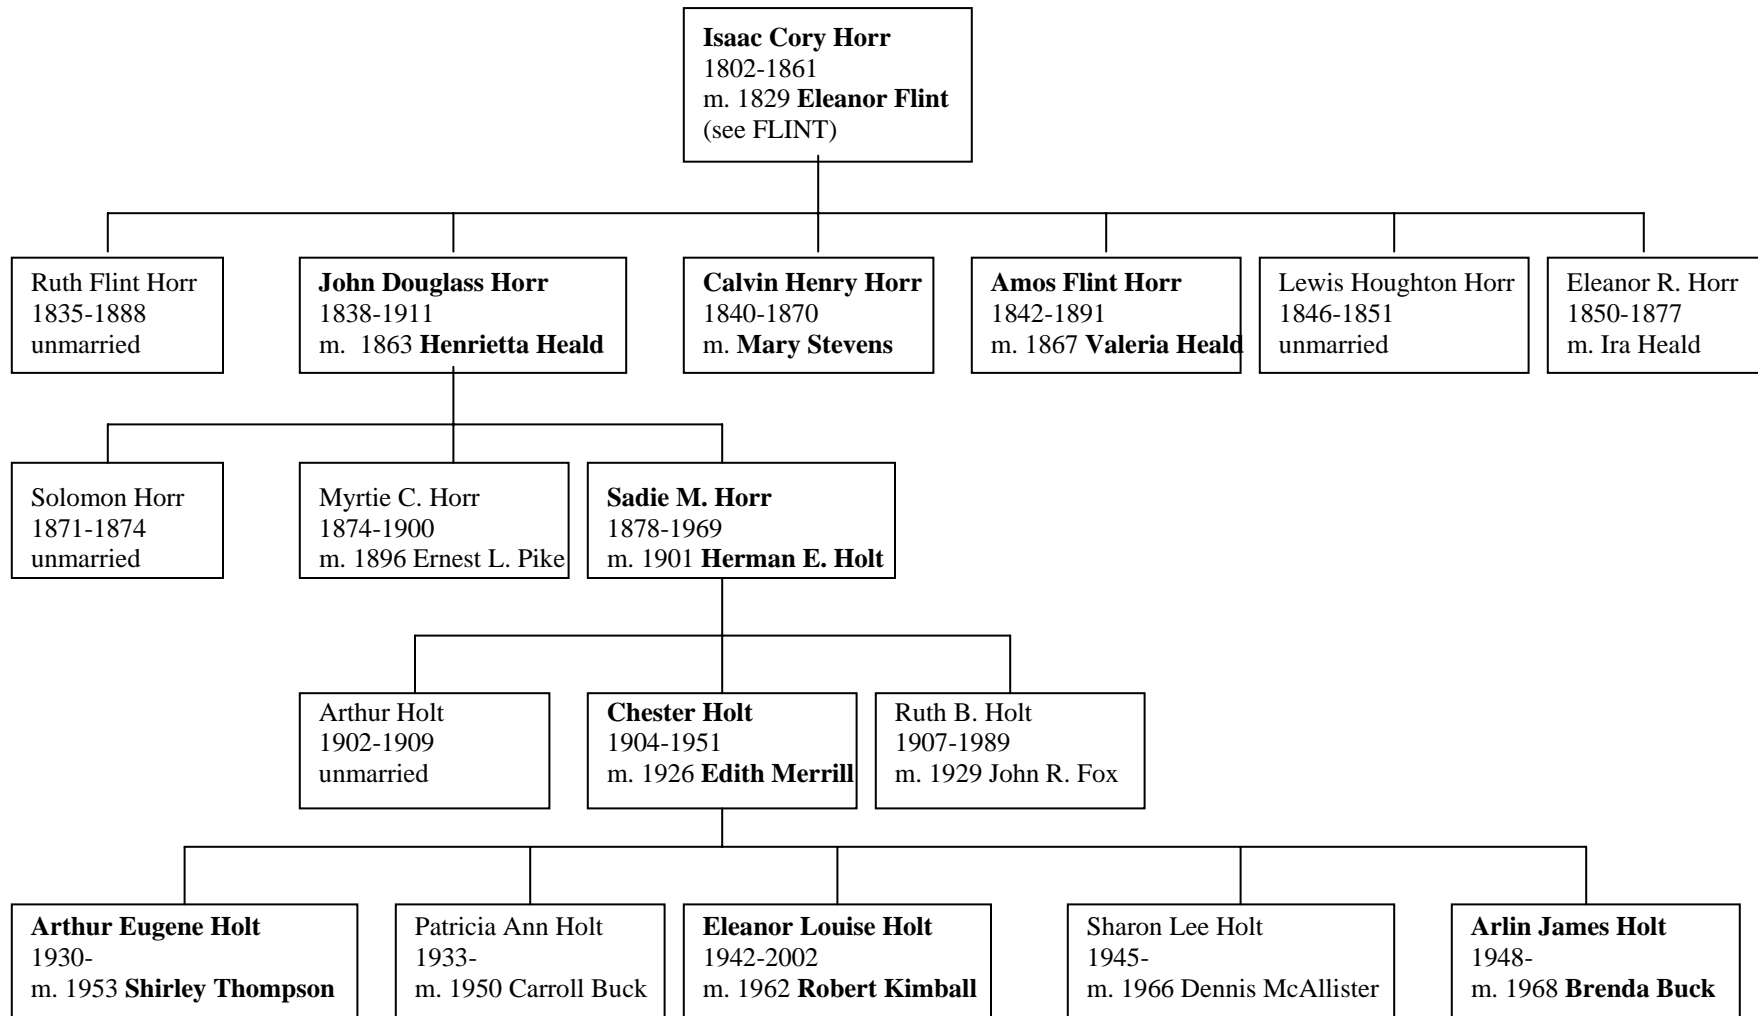 Isaac Cory Horr
1802-1861
m. 1829 Eleanor Flint
(see FLINT)
Ruth Flint Horr
1835-1888
unmarried
John Douglass Horr
1838-1911
m. 1863 Henrietta Heald
Calvin Henry Horr
1840-1870
m. Mary Stevens
Amos Flint Horr
1842-1891
m. 1867 Valeria Heald
Lewis Houghton Horr
1846-1851
unmarried
Eleanor R. Horr
1850-1877
m. Ira Heald
Solomon Horr
1871-1874
unmarried
Myrtie C. Horr
1874-1900
m. 1896 Ernest L. Pike
Sadie M. Horr
1878-1969
m. 1901 Herman E. Holt
Arthur Holt
1902-1909
unmarried
Chester Holt
1904-1951
m. 1926 Edith Merrill
Ruth B. Holt
1907-1989
m. 1929 John R. Fox
Arthur Eugene Holt
1930-
m. 1953 Shirley Thompson
Patricia Ann Holt
1933-
m. 1950 Carroll Buck
Eleanor Louise Holt
1942-2002
m. 1962 Robert Kimball
Sharon Lee Holt
1945-
m. 1966 Dennis McAllister
Arlin James Holt
1948-
m. 1968 Brenda Buck